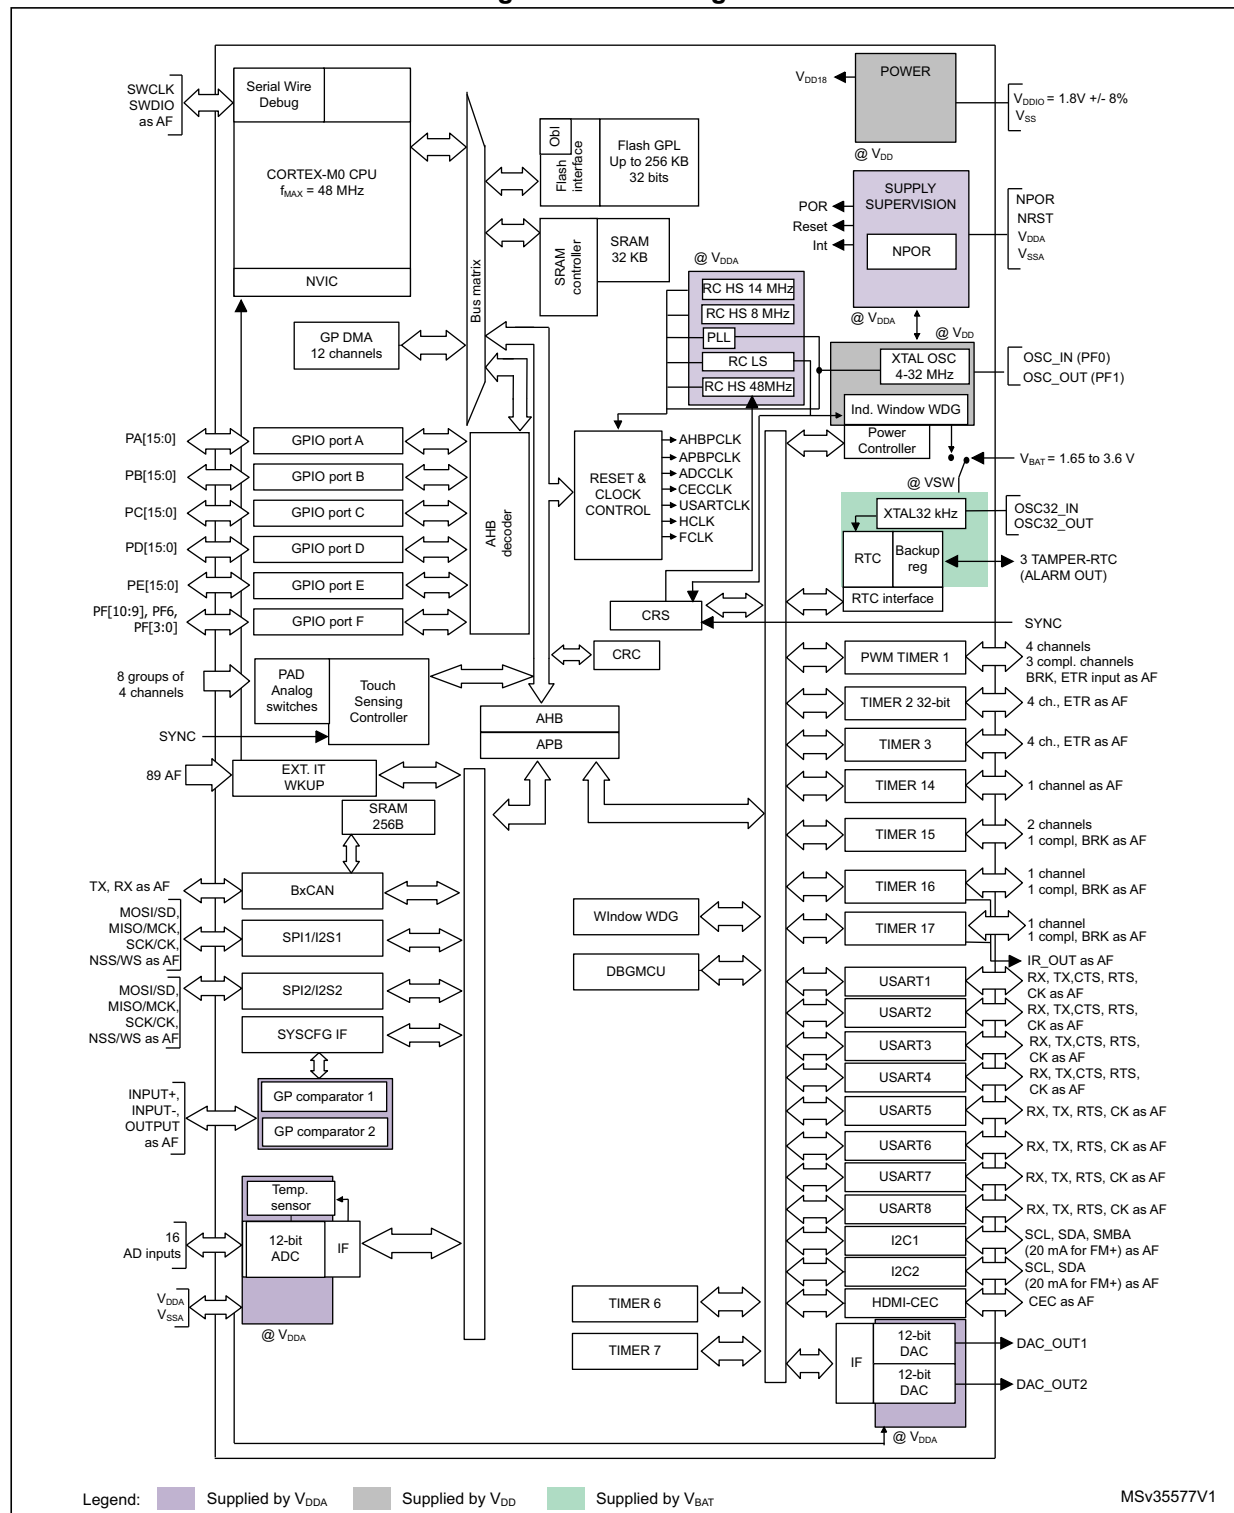 SWCLK
SWDIO
as AF
Serial Wire
Debug
CORTEX-M0 CPU
fMAX = 48 MHz
NVIC
GP DMA
12 channels
Bus matrix
Obl
Flash
interface
Flash GPL
Up to 256 KB
32 bits
SRAM
controller
SRAM
32 KB
VDD18
POWER
VDDIO = 1.8V +/- 8%
VSS
@ VDD
SUPPLY
SUPERVISION
NPOR
POR
Reset
Int
NPOR
NRST
VDDA
VSSA
@ VDDA
@ VDDA
RC HS 14 MHz
RC HS 8 MHz
PLL
RC LS
RC HS 48MHz
@ VDD
XTAL OSC
4-32 MHz
OSC_IN (PF0)
OSC_OUT (PF1)
Ind. Window WDG
Power
Controller
VBAT = 1.65 to 3.6 V
@ VSW
XTAL32 kHz
OSC32_IN
OSC32_OUT
RTC
Backup
reg
3 TAMPER-RTC
(ALARM OUT)
RTC interface
PA[15:0]
GPIO port A
PB[15:0]
GPIO port B
PC[15:0]
GPIO port C
PD[15:0]
GPIO port D
PE[15:0]
GPIO port E
PF[10:9], PF6,
PF[3:0]
GPIO port F
AHB
decoder
RESET &
CLOCK
CONTROL
AHBPCLK
APBPCLK
ADCCLK
CECCLK
USARTCLK
HCLK
FCLK
CRS
SYNC
CRC
8 groups of
4 channels
PAD
Analog
switches
Touch
Sensing
Controller
SYNC
AHB
APB
89 AF
EXT. IT
WKUP
SRAM
256B
TX, RX as AF
BxCAN
MOSI/SD,
MISO/MCK,
SCK/CK,
NSS/WS as AF
SPI1/I2S1
MOSI/SD,
MISO/MCK,
SCK/CK,
NSS/WS as AF
SPI2/I2S2
SYSCFG IF
INPUT+,
INPUT-,
OUTPUT
as AF
GP comparator 1
GP comparator 2
Temp.
sensor
16
AD inputs
12-bit
ADC
IF
VDDA
VSSA
@ VDDA
WIndow WDG
DBGMCU
TIMER 6
TIMER 7
PWM TIMER 1
4 channels
3 compl. channels
BRK, ETR input as AF
TIMER 2 32-bit
4 ch., ETR as AF
TIMER 3
4 ch., ETR as AF
TIMER 14
1 channel as AF
TIMER 15
2 channels
1 compl, BRK as AF
TIMER 16
1 channel
1 compl, BRK as AF
TIMER 17
1 channel
1 compl, BRK as AF
IR_OUT as AF
USART1
RX, TX,CTS, RTS,
CK as AF
USART2
RX, TX,CTS, RTS,
CK as AF
USART3
RX, TX,CTS, RTS,
CK as AF
USART4
RX, TX,CTS, RTS,
CK as AF
USART5
RX, TX, RTS, CK as AF
USART6
RX, TX, RTS, CK as AF
USART7
RX, TX, RTS, CK as AF
USART8
RX, TX, RTS, CK as AF
I2C1
SCL, SDA, SMBA
(20 mA for FM+) as AF
I2C2
SCL, SDA
(20 mA for FM+) as AF
HDMI-CEC
CEC as AF
IF
12-bit
DAC
DAC_OUT1
12-bit
DAC
DAC_OUT2
@ VDDA
Legend:
Supplied by VDDA
Supplied by VDD
Supplied by VBAT
MSv35577V1